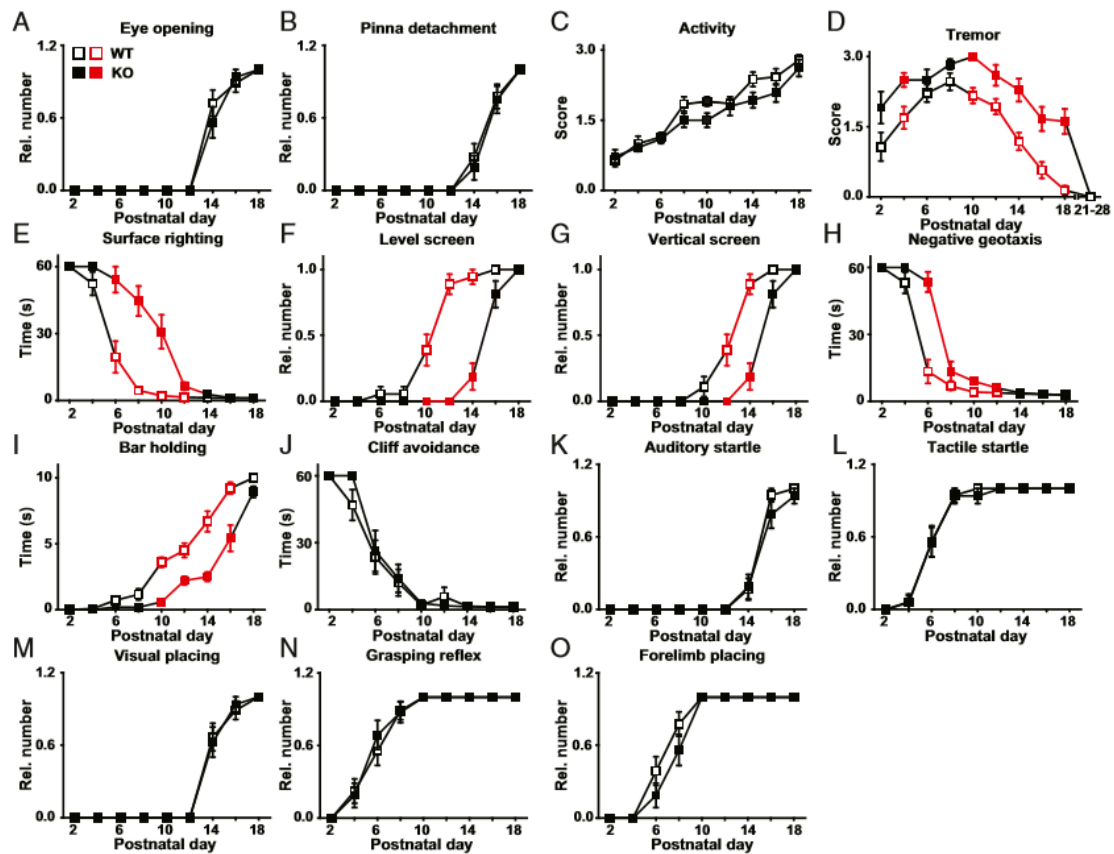 A Eye opening
Rel. number
1.2
0.6
0.0
WT
KO
2 6 10 14 18
Postnatal day
B Pinna detachment
Rel. number
1.2
0.6
0.0
2 6 10 14 18
Postnatal day
C Activity
Score
3.0
1.5
0.0
2 6 10 14 18
Postnatal day
D Tremor
Score
3.0
1.5
0.0
2 6 10 14 18 21-28
Postnatal day
E Surface righting
Time (s)
60
30
0
2 6 10 14 18
Postnatal day
F Level screen
Rel. number
1.0
0.5
0.0
2 6 10 14 18
Postnatal day
G Vertical screen
Rel. number
1.0
0.5
0.0
2 6 10 14 18
Postnatal day
H Negative geotaxis
Time (s)
60
30
0
2 6 10 14 18
Postnatal day
I Bar holding
Time (s)
10
5
0
2 6 10 14 18
Postnatal day
J Cliff avoidance
Time (s)
60
30
0
2 6 10 14 18
Postnatal day
K Auditory startle
Rel. number
1.2
0.6
0.0
2 6 10 14 18
Postnatal day
L Tactile startle
Rel. number
1.2
0.6
0.0
2 6 10 14 18
Postnatal day
M Visual placing
Rel. number
1.2
0.6
0.0
2 6 10 14 18
Postnatal day
N Grasping reflex
Rel. number
1.2
0.6
0.0
2 6 10 14 18
Postnatal day
O Forelimb placing
Rel. number
1.2
0.6
0.0
2 6 10 14 18
Postnatal day